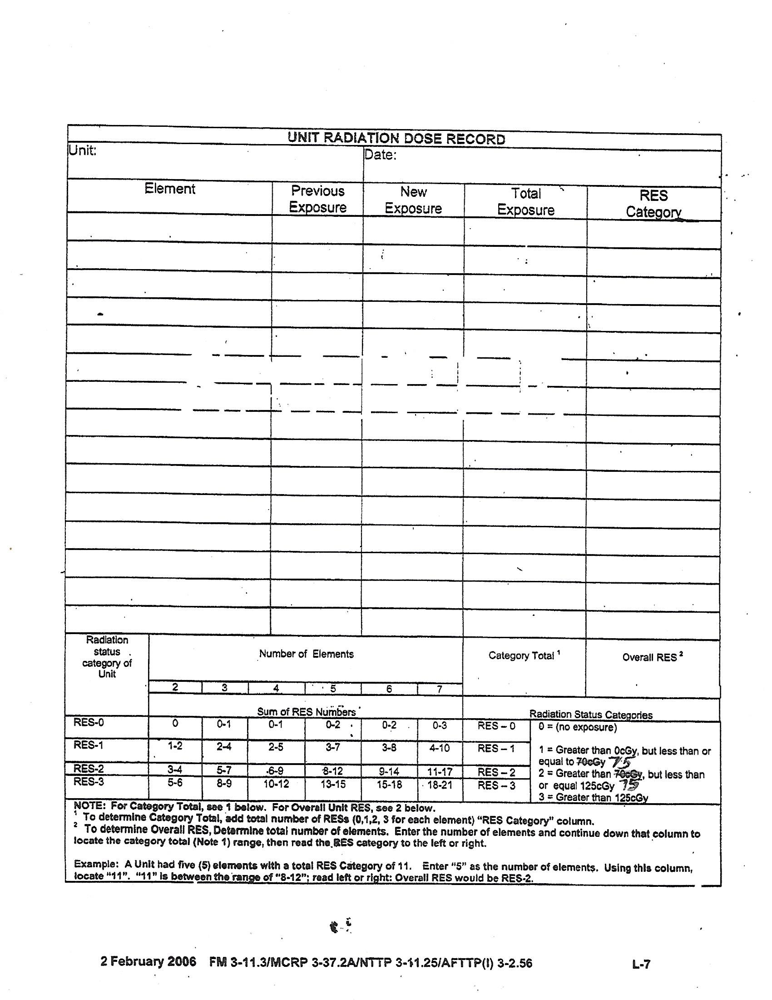 UNIT RADIATION DOSE RECORD
Unit: Date:
Element Previous Exposure New Exposure Total Exposure RES Category
Radiation status category of Unit Number of Elements Category Total 1 Overall RES 2
2 3 4 5 6 7
Sum of RES Numbers Radiation Status Categories
RES-0 0 0-1 0-1 0-2 0-2 0-3 RES – 0 0 = (no exposure)
RES-1 1-2 2-4 2-5 3-7 3-8 4-10 RES – 1 1 = Greater than 0cGy, but less than or
equal to 70cGy 75
RES-2 3-4 5-7 6-9 8-12 9-14 11-17 RES – 2 2 = Greater than 70cGy, but less than
RES-3 5-6 8-9 10-12 13-15 15-18 18-21 RES – 3 or equal 125cGy 75
3 = Greater than 125cGy
NOTE: For Category Total, see 1 below. For Overall Unit RES, see 2 below.
1 To determine Category Total, add total number of RESs (0,1,2, 3 for each element) "RES Category" column.
2 To determine Overall RES, Determine total number of elements. Enter the number of elements and continue down that column to
locate the category total (Note 1) range, then read the RES category to the left or right.
Example: A Unit had five (5) elements with a total RES Category of 11. Enter "5" as the number of elements. Using this column,
locate "11". "11" is between the range of "8-12"; read left or right: Overall RES would be RES-2.
2 February 2006 FM 3-11.3/MCRP 3-37.2A/NTTP 3-11.25/AFTTP(I) 3-2.56 L-7